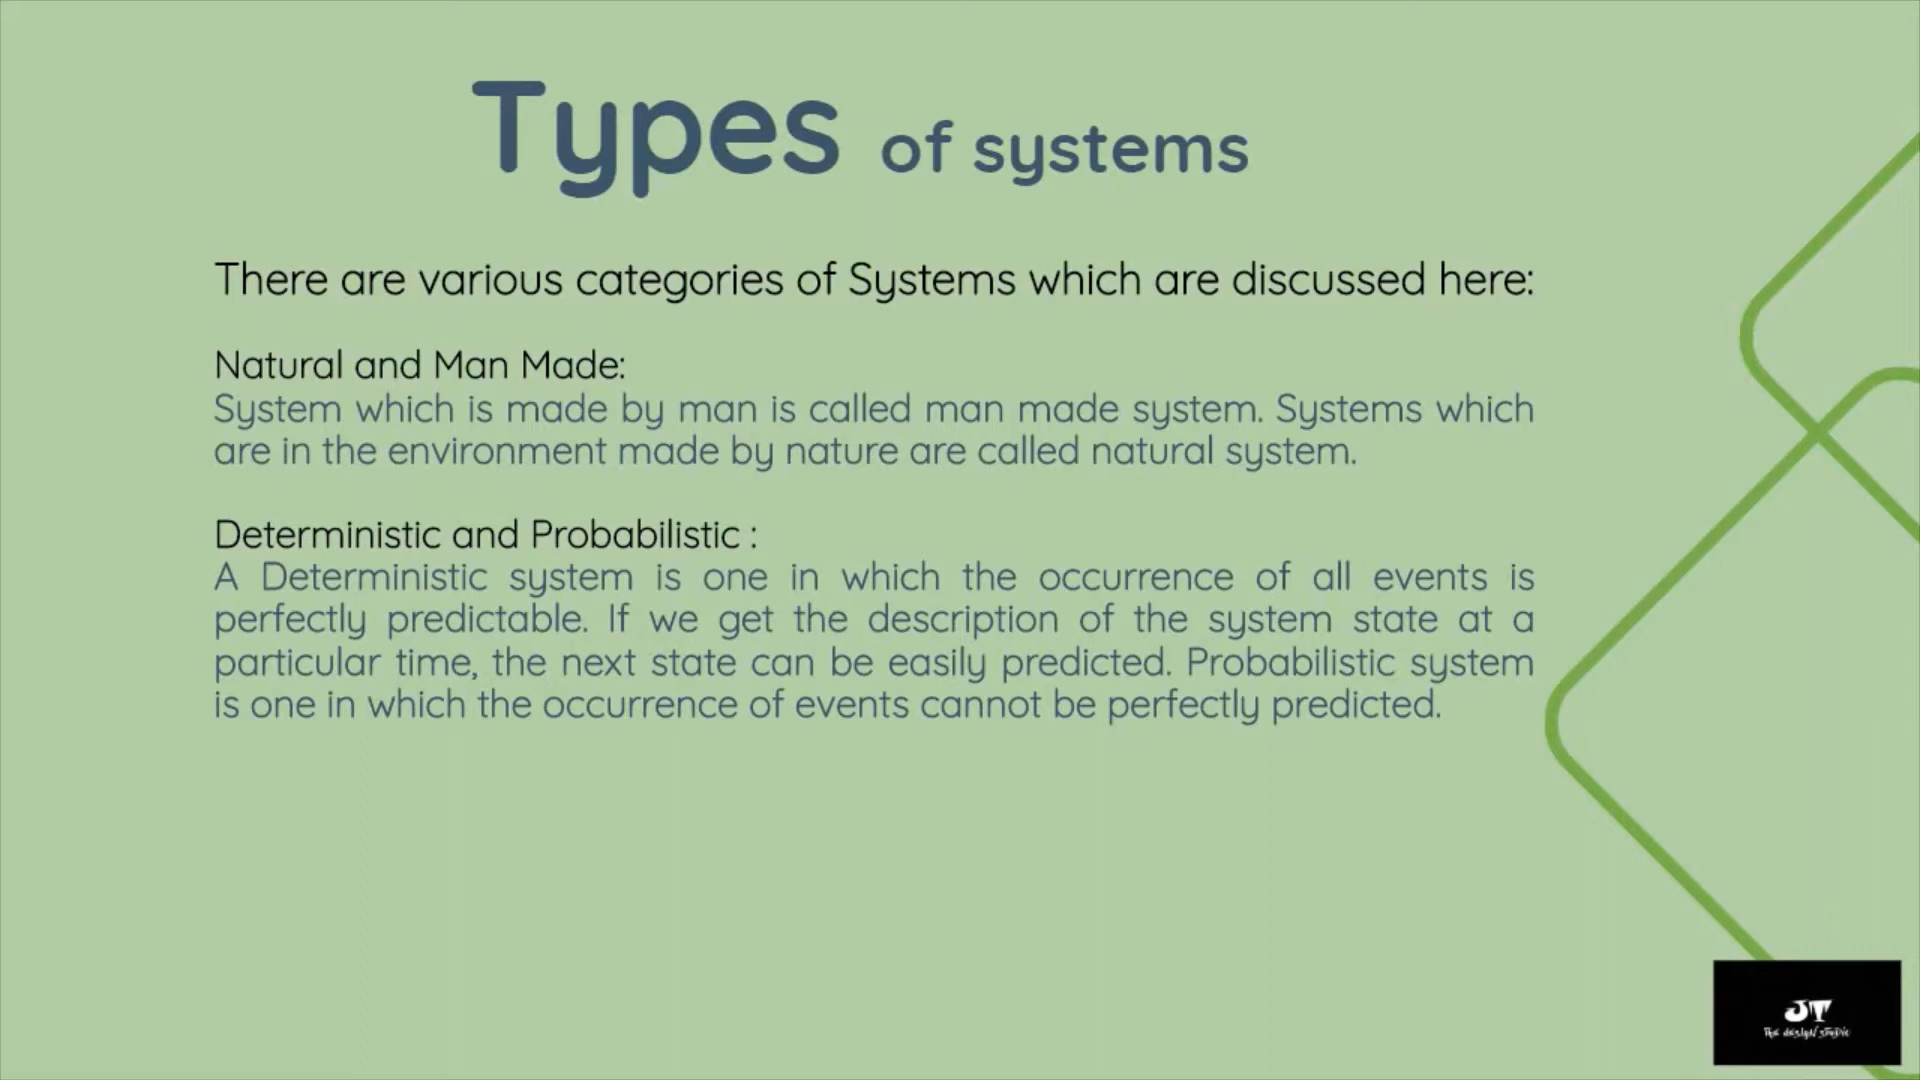 Types of systems
There are various categories of Systems which are discussed here:
Natural and Man Made:
System which is made by man is called man made system. Systems which
are in the environment made by nature are called natural system.
Deterministic and Probabilistic :
A Deterministic system is one in which the occurrence of all events is
perfectly predictable. If we get the description of the system state at a
particular time, the next state can be easily predicted. Probabilistic system
is one in which the occurrence of events cannot be perfectly predicted.
JT
The design studio